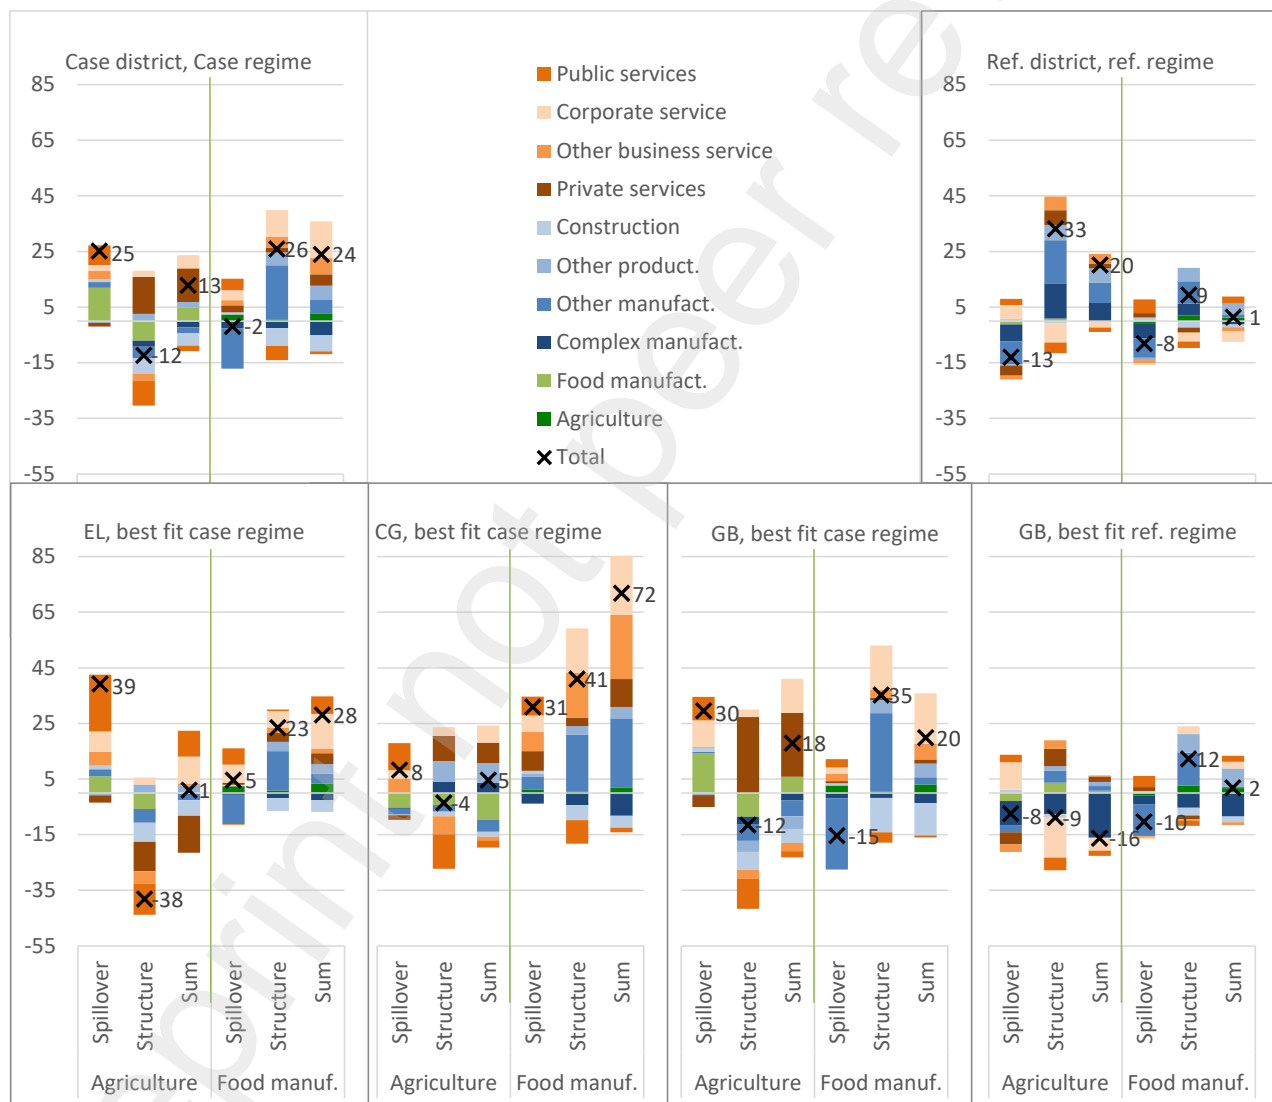 Case district, Case regime
85
65
45
25
5
-15
-35
-55
25
-12
13
-2
26
24
Public services
Corporate service
Other business service
Private services
Construction
Other product.
Other manufact.
Complex manufact.
Food manufact.
Agriculture
Total
Ref. district, ref. regime
85
65
45
25
5
-15
-35
-55
-13
33
20
-8
9
1
EL, best fit case regime
85
65
45
25
5
-15
-35
-55
39
-38
1
5
23
28
Spillover
Structure
Sum
Spillover
Structure
Sum
Agriculture
Food manuf.
CG, best fit case regime
8
-4
5
31
41
72
Spillover
Structure
Sum
Spillover
Structure
Sum
Agriculture
Food manuf.
GB, best fit case regime
30
-12
18
-15
35
20
Spillover
Structure
Sum
Spillover
Structure
Sum
Agriculture
Food manuf.
GB, best fit ref. regime
-8
-9
-16
-10
12
2
Spillover
Structure
Sum
Spillover
Structure
Sum
Agriculture
Food manuf.
eprint not peer re